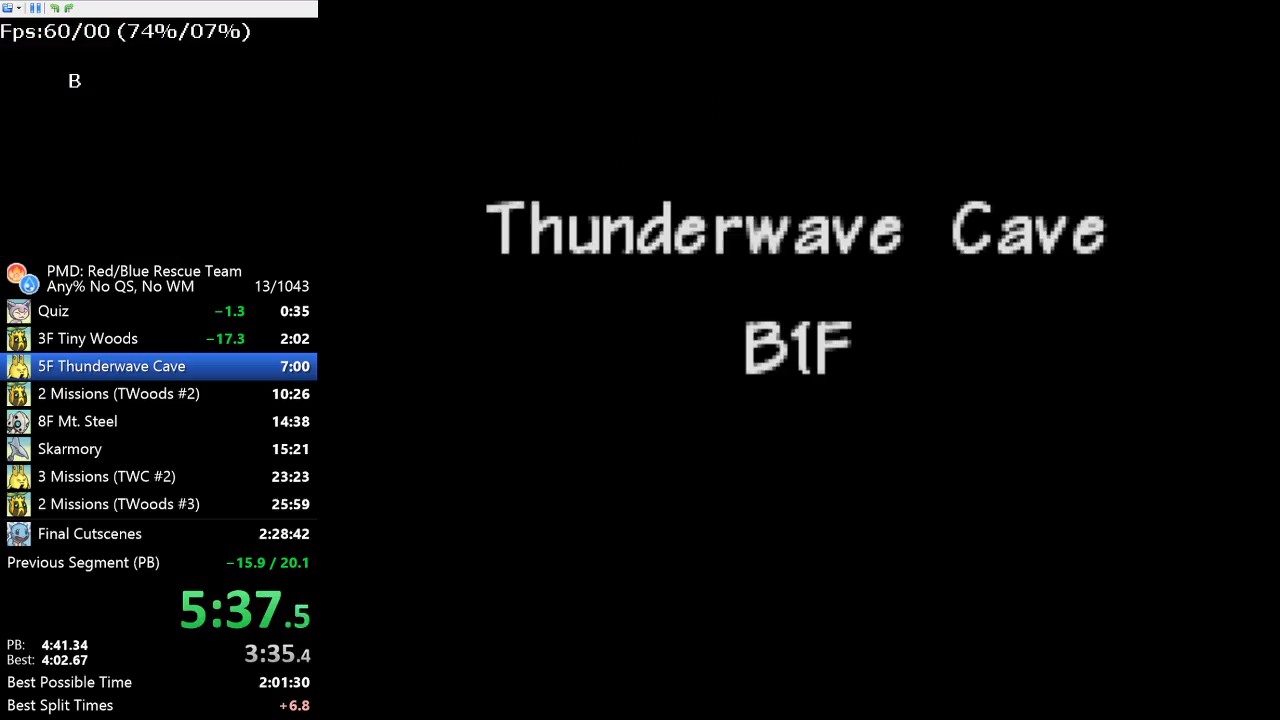 Fps:60/00 (74%/07%)
B
Thunderwave Cave
B1F
PMD: Red/Blue Rescue Team
Any% No QS, No WM 13/1043
Quiz −1.3 0:35
3F Tiny Woods −17.3 2:02
5F Thunderwave Cave 7:00
2 Missions (TWoods #2) 10:26
8F Mt. Steel 14:38
Skarmory 15:21
3 Missions (TWC #2) 23:23
2 Missions (TWoods #3) 25:59
Final Cutscenes 2:28:42
Previous Segment (PB) −15.9 / 20.1
5:37.5
PB: 4:41.34
Best: 4:02.67
3:35.4
Best Possible Time 2:01:30
Best Split Times +6.8